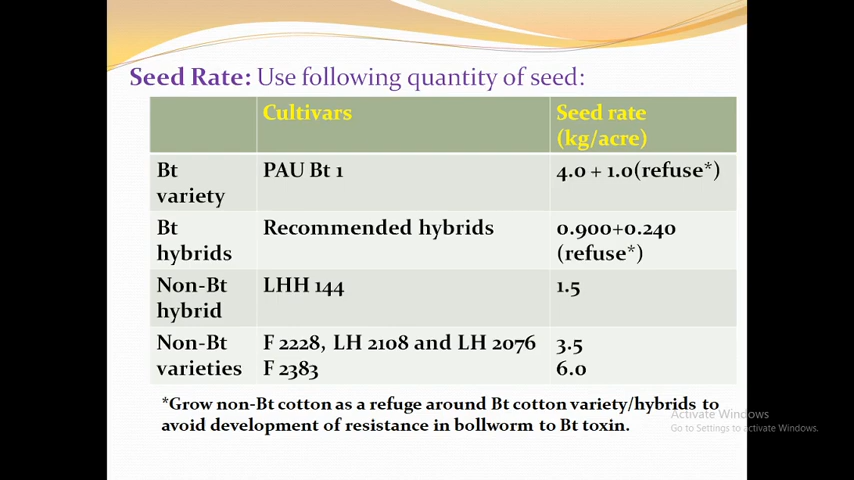 Seed Rate: Use following quantity of seed:
Cultivars
Seed rate
(kg/acre)
Bt
variety
PAU Bt 1
4.0 + 1.0(refuse*)
Bt
hybrids
Recommended hybrids
0.900+0.240
(refuse*)
Non-Bt
hybrid
LHH 144
1.5
Non-Bt
varieties
F 2228, LH 2108 and LH 2076
F 2383
3.5
6.0
*Grow non-Bt cotton as a refuge around Bt cotton variety/hybrids to
avoid development of resistance in bollworm to Bt toxin.
Activate Windows
Go to Settings to activate Windows.